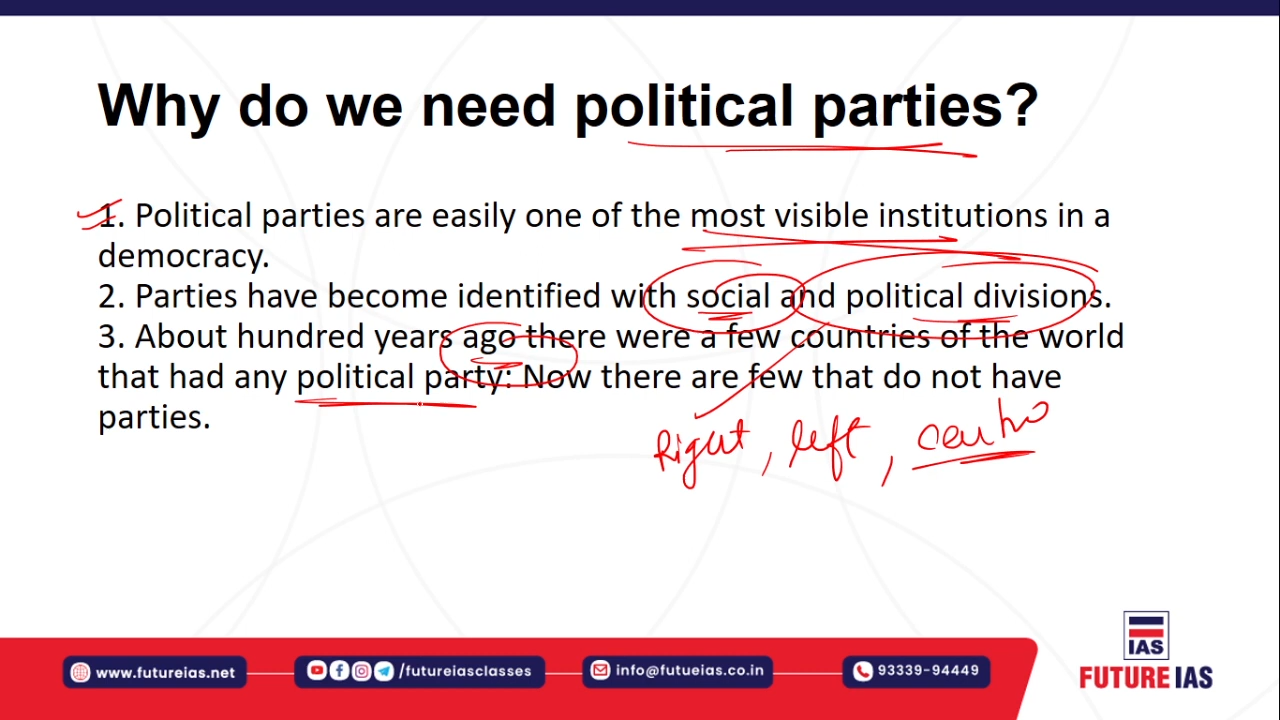 Why do we need political parties?
1. Political parties are easily one of the most visible institutions in a
democracy.
2. Parties have become identified with social and political divisions.
3. About hundred years ago there were a few countries of the world
that had any political party: Now there are few that do not have
parties.
Right, left, centre
IAS
www.futureias.net
/futureiasclasses
info@futueias.co.in
93339-94449
FUTURE IAS